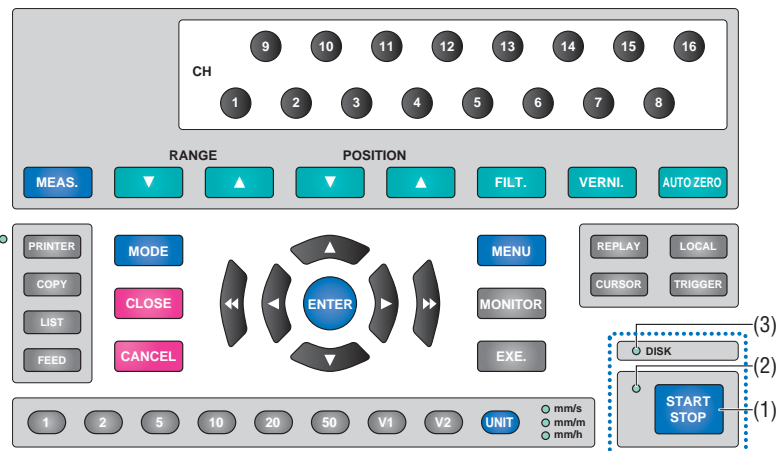 9 10 11 12 13 14 15 16
CH
1 2 3 4 5 6 7 8
RANGE POSITION
MEAS. ▼ ▲ ▼ ▲ FILT. VERNI. AUTO ZERO
PRINTER MODE ▲ MENU REPLAY LOCAL
COPY CURSOR TRIGGER
CLOSE ◀◀ ◀ ENTER ▶ ▶▶ MONITOR
LIST (3)
DISK
FEED CANCEL ▼ EXE. (2)
START
STOP
(1)
1 2 5 10 20 50 V1 V2 UNIT
mm/s
mm/m
mm/h